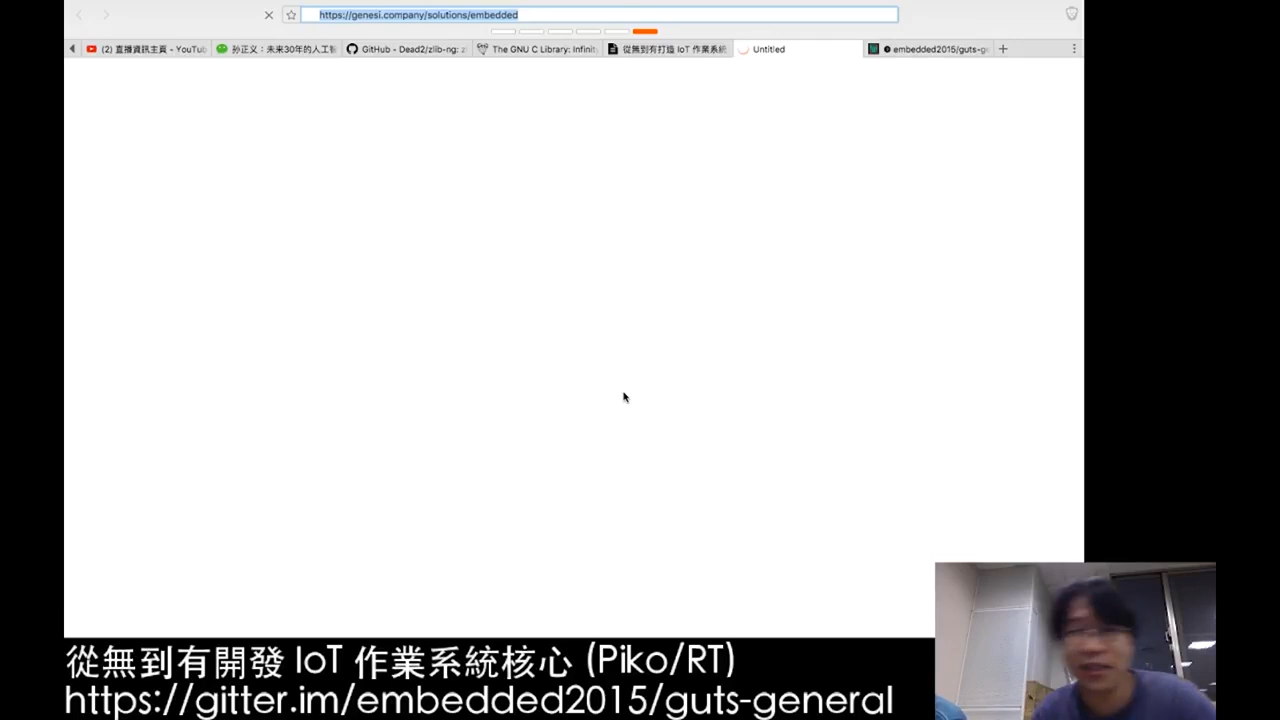 https://genesi.company/solutions/embedded
(2) 直播資訊主頁 - YouTub
孙正义：未来30年的人工智
GitHub - Dead2/zlib-ng: z
The GNU C Library: Infinit
從無到有打造 IoT 作業系統
Untitled
embedded2015/guts-ge
從無到有開發 IoT 作業系統核心 (Piko/RT)
https://gitter.im/embedded2015/guts-general